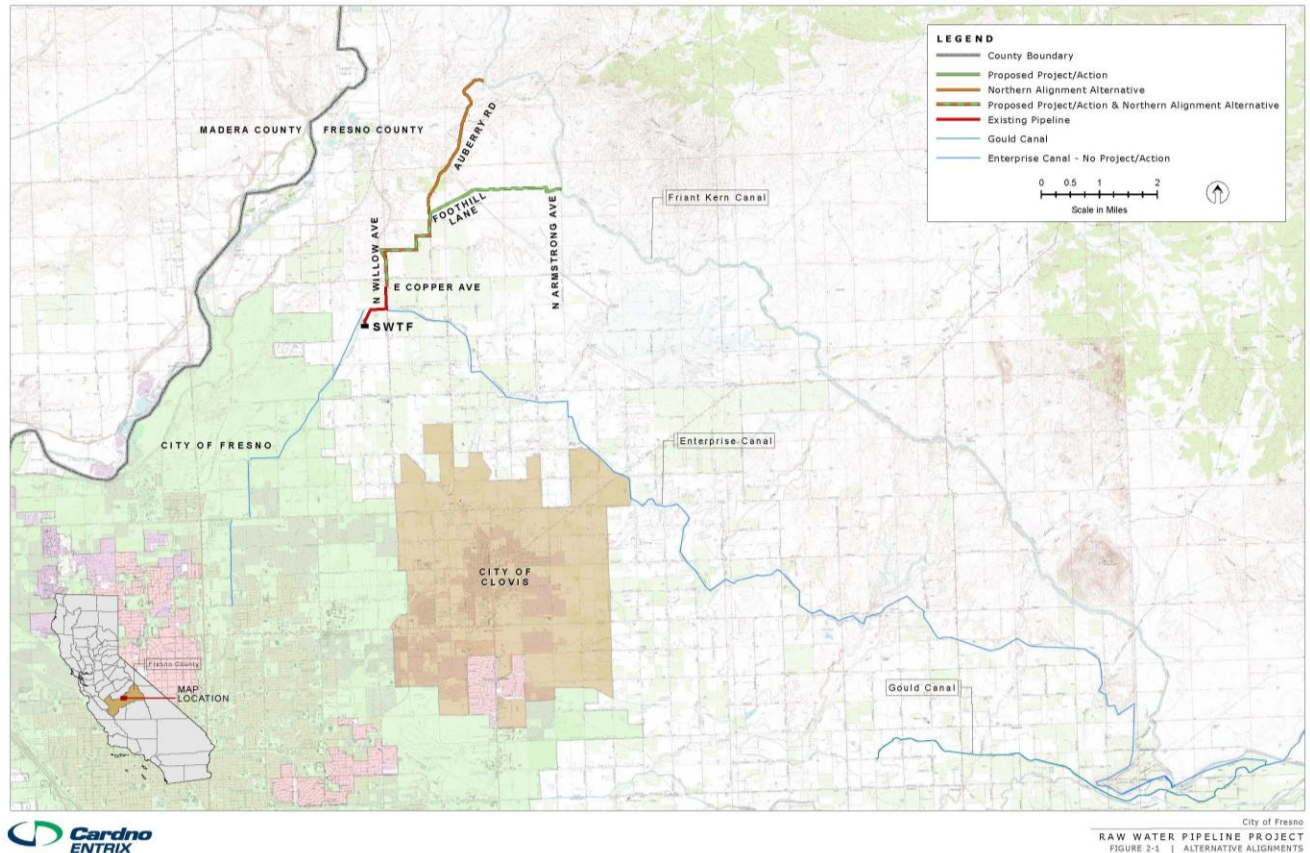 LEGEND
County Boundary
Proposed Project/Action
Northern Alignment Alternative
Proposed Project/Action & Northern Alignment Alternative
Existing Pipeline
Gould Canal
Enterprise Canal - No Project/Action
0 0.5 1 2
Scale in Miles
MADERA COUNTY
FRESNO COUNTY
AUBERRY RD
FOOTHILL
LANE
N WILLOW AVE
N ARMSTRONG AVE
Friant Kern Canal
E COPPER AVE
SWTF
CITY OF FRESNO
Enterprise Canal
CITY OF
CLOVIS
Gould Canal
Fresno County
MAP
LOCATION
Cardno
ENTRIX
City of Fresno
RAW WATER PIPELINE PROJECT
FIGURE 2-1 | ALTERNATIVE ALIGNMENTS